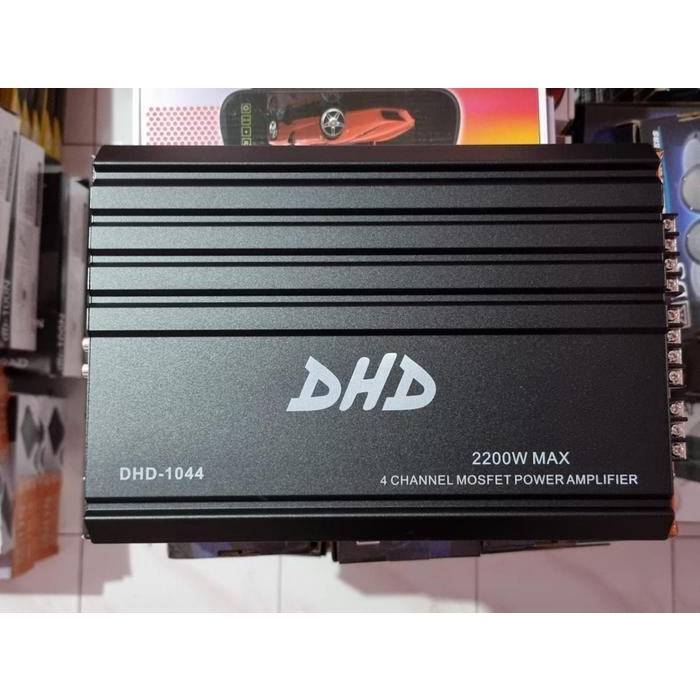 DHD
2200W MAX
DHD-1044
4 CHANNEL MOSFET POWER AMPLIFIER